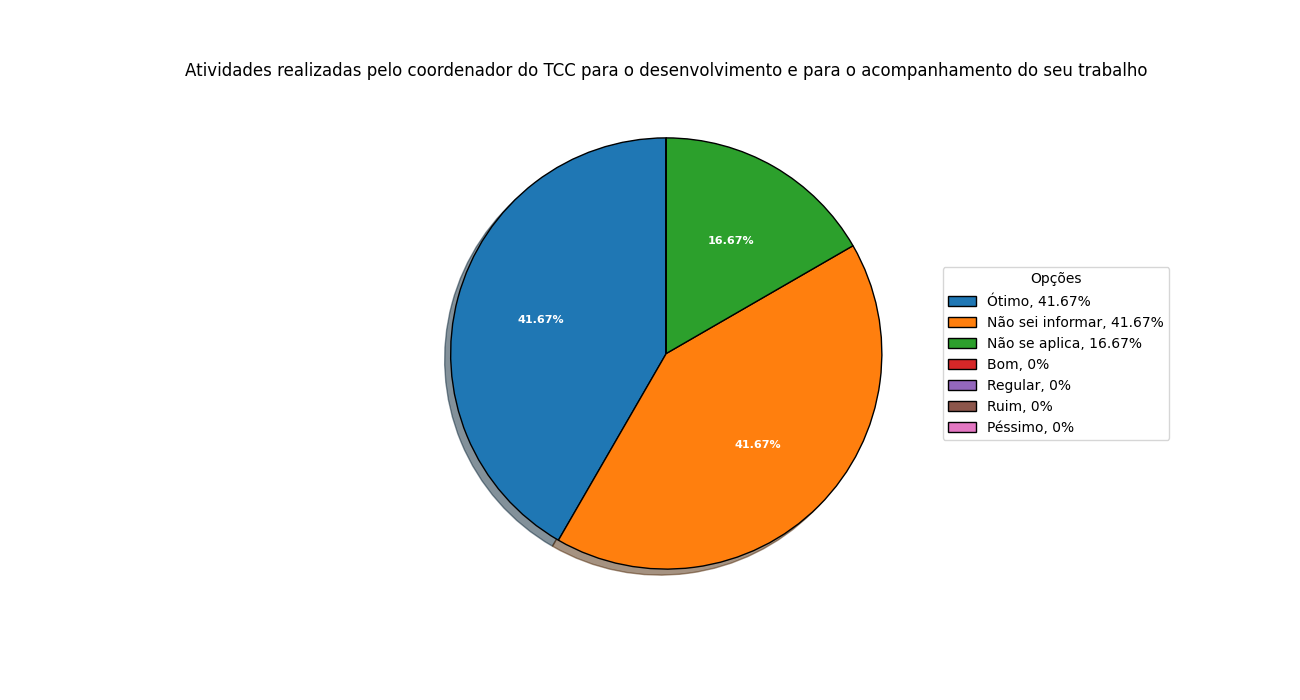 Atividades realizadas pelo coordenador do TCC para o desenvolvimento e para o acompanhamento do seu trabalho
16.67%
41.67%
41.67%
Opções
Ótimo, 41.67%
Não sei informar, 41.67%
Não se aplica, 16.67%
Bom, 0%
Regular, 0%
Ruim, 0%
Péssimo, 0%